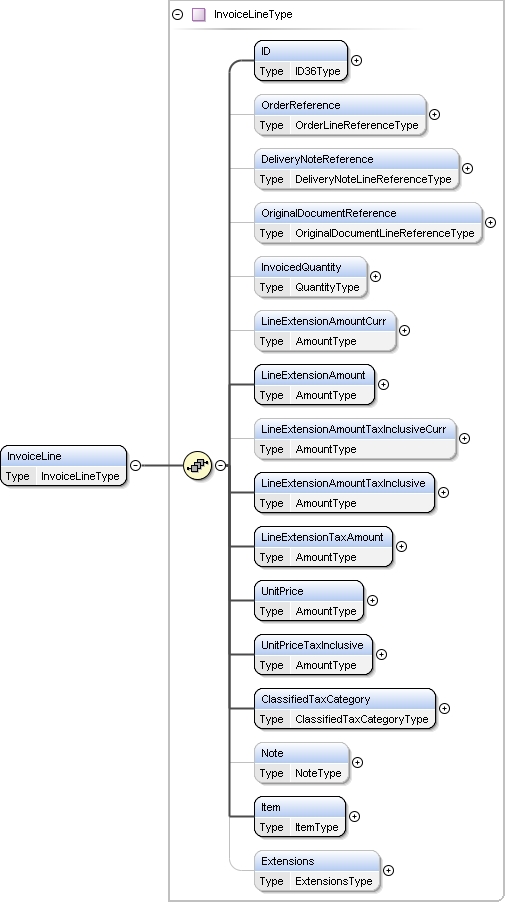 InvoiceLineType
ID
Type ID36Type
OrderReference
Type OrderLineReferenceType
DeliveryNoteReference
Type DeliveryNoteLineReferenceType
OriginalDocumentReference
Type OriginalDocumentLineReferenceType
InvoicedQuantity
Type QuantityType
LineExtensionAmountCurr
Type AmountType
LineExtensionAmount
Type AmountType
LineExtensionAmountTaxInclusiveCurr
Type AmountType
InvoiceLine
Type InvoiceLineType
LineExtensionAmountTaxInclusive
Type AmountType
LineExtensionTaxAmount
Type AmountType
UnitPrice
Type AmountType
UnitPriceTaxInclusive
Type AmountType
ClassifiedTaxCategory
Type ClassifiedTaxCategoryType
Note
Type NoteType
Item
Type ItemType
Extensions
Type ExtensionsType